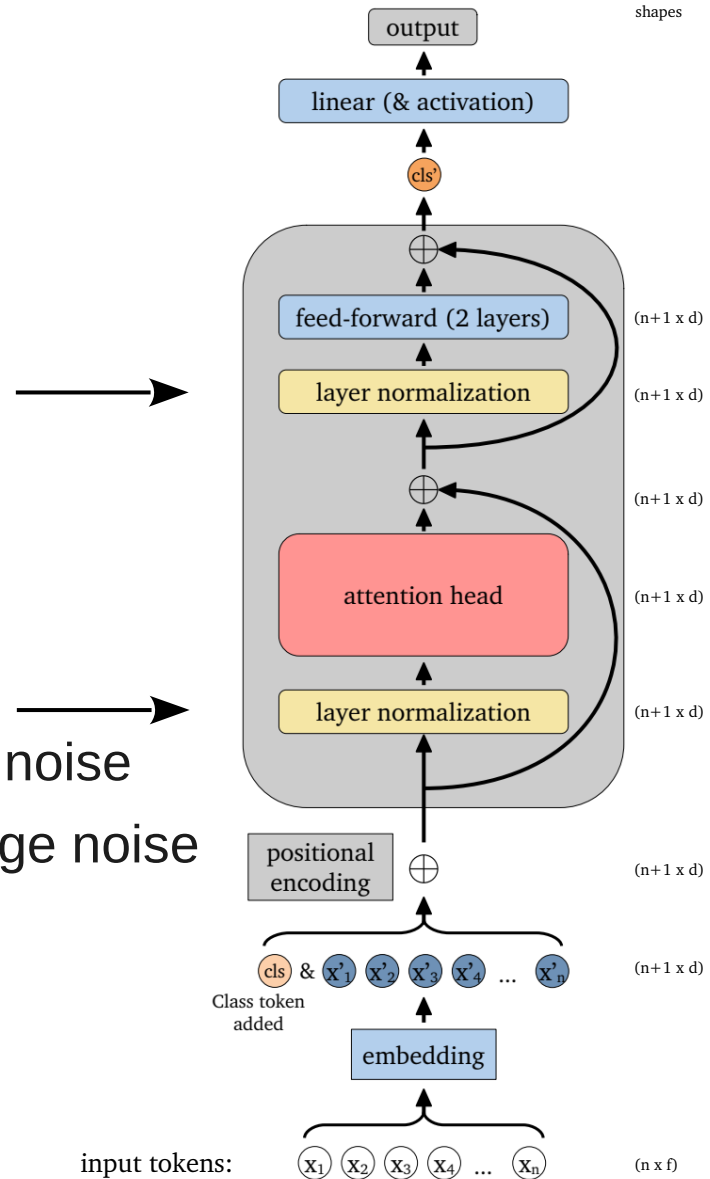 shapes
output
linear (& activation)
cls'
feed-forward (2 layers) (n+1 x d)
layer normalization (n+1 x d)
(n+1 x d)
attention head (n+1 x d)
layer normalization (n+1 x d)
noise
ge noise
positional
encoding (n+1 x d)
cls & x'1 x'2 x'3 x'4 ... x'n (n+1 x d)
Class token
added
embedding
input tokens: x1 x2 x3 x4 ... xn (n x f)